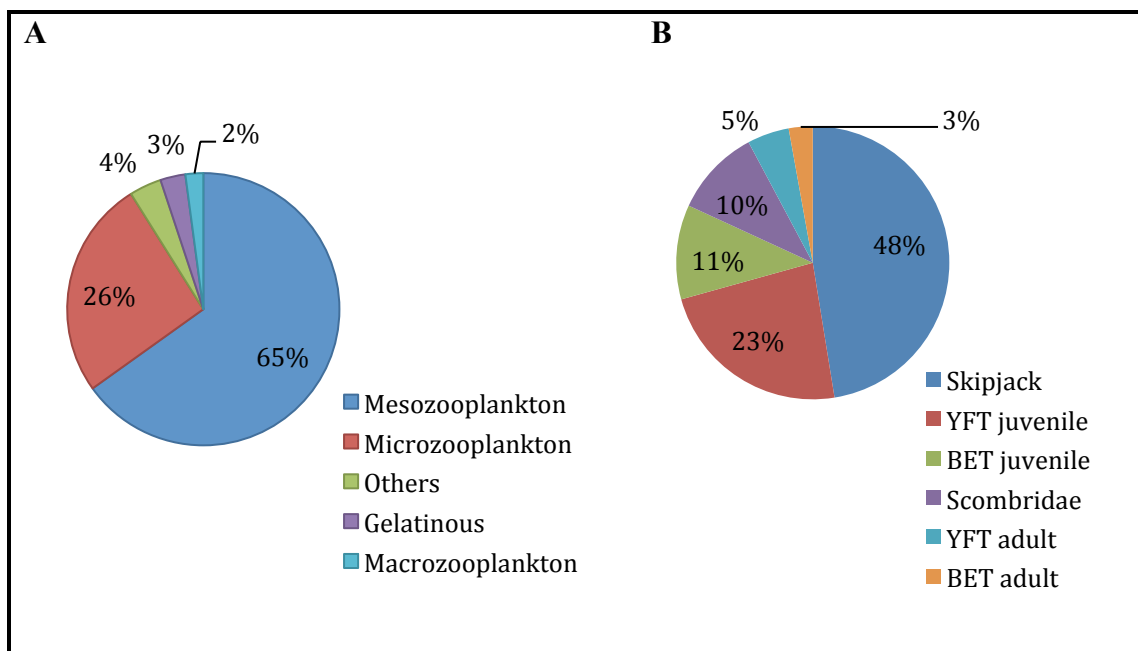 A
2%
3%
4%
26%
65%
Mesozooplankton
Microzooplankton
Others
Gelatinous
Macrozooplankton
B
5%
3%
10%
48%
11%
23%
Skipjack
YFT juvenile
BET juvenile
Scombridae
YFT adult
BET adult